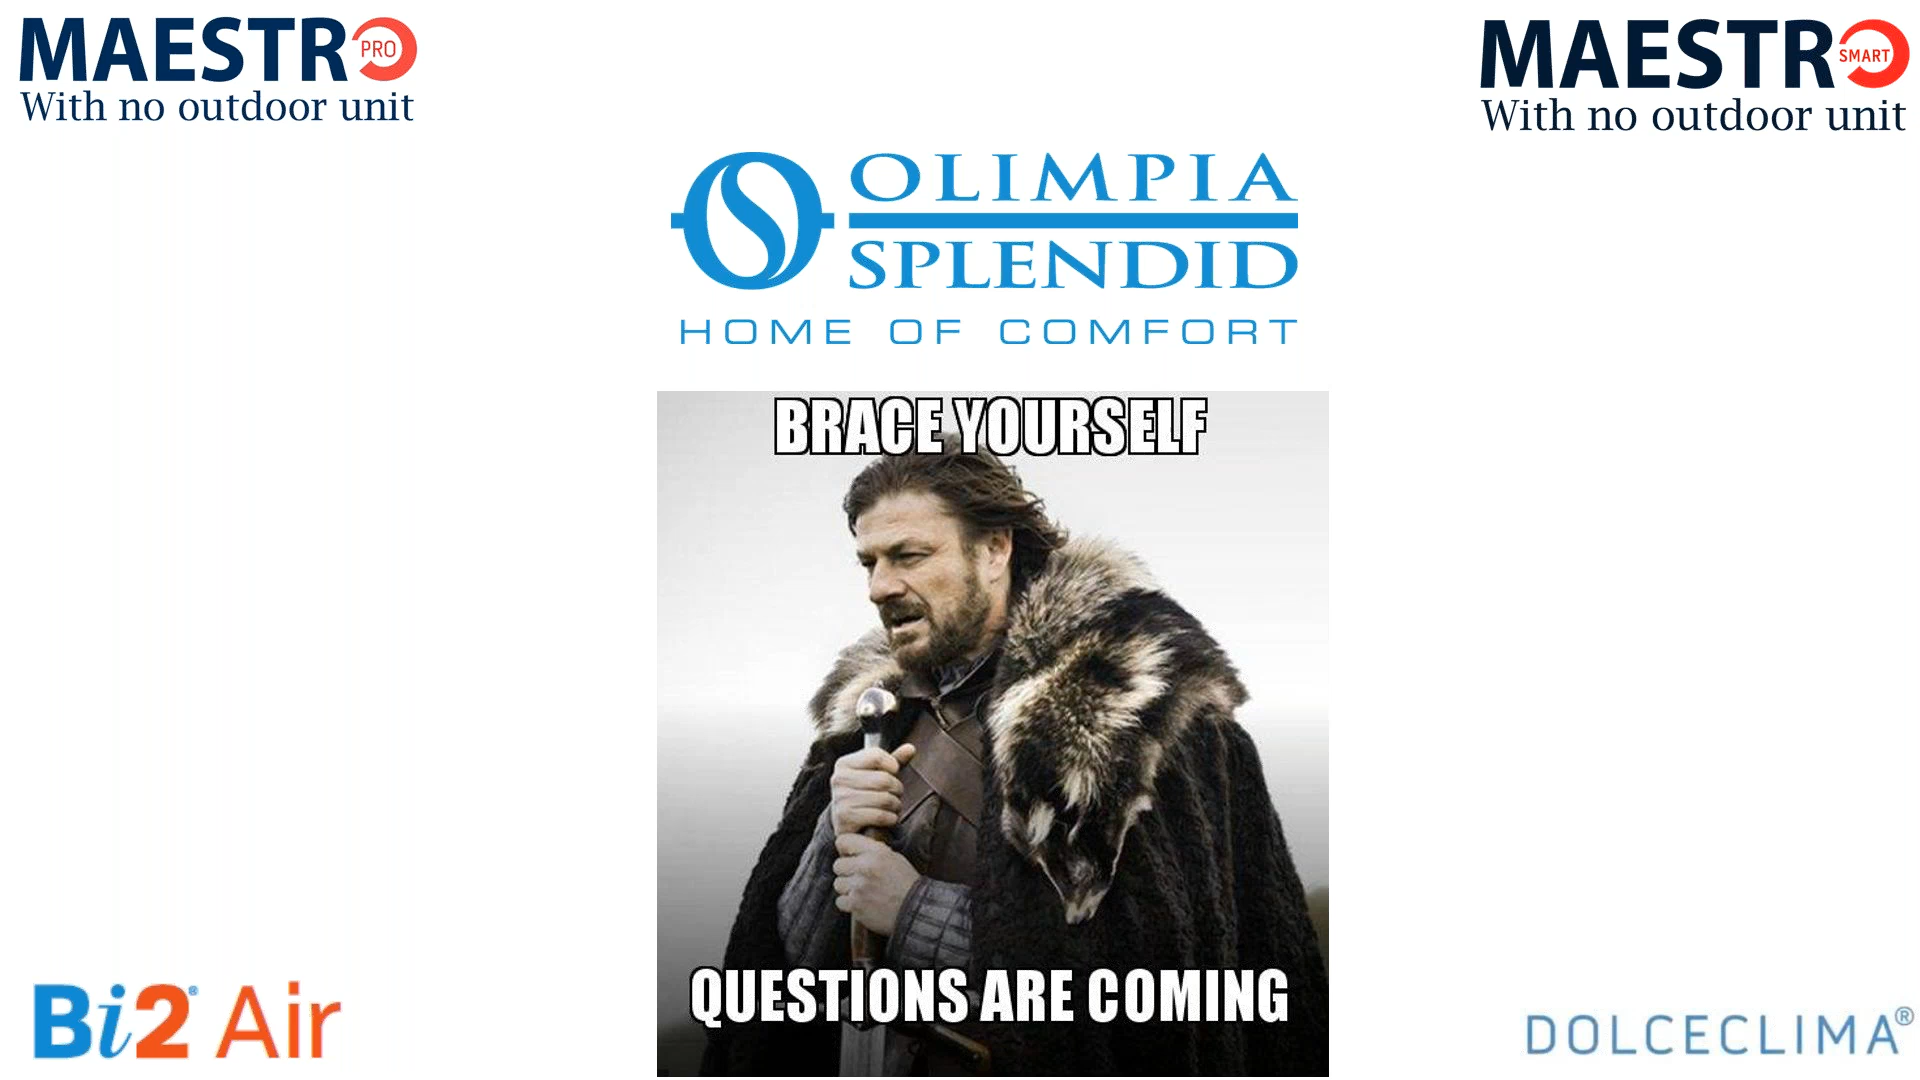 MAESTRO PRO
With no outdoor unit
MAESTRO SMART
With no outdoor unit
OLIMPIA
SPLENDID
HOME OF COMFORT
BRACE YOURSELF
QUESTIONS ARE COMING
Bi2® Air
DOLCECLIMA®